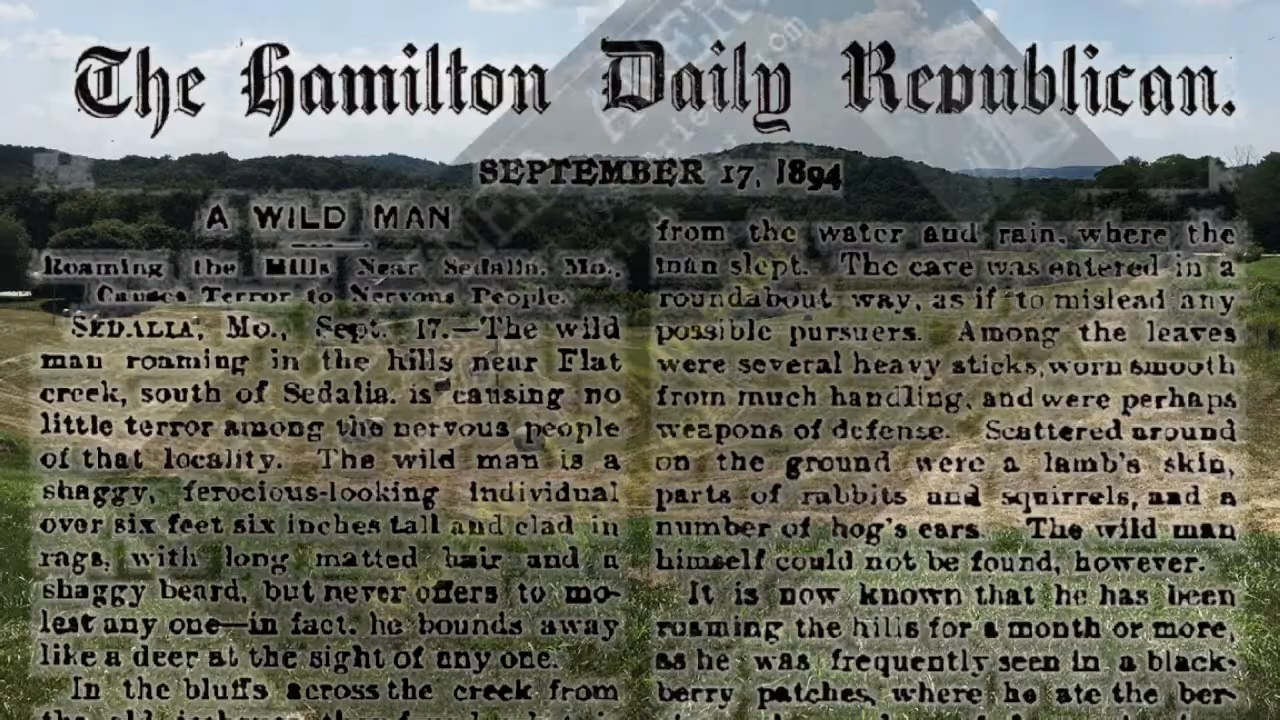 The Hamilton Daily Republican.
SEPTEMBER 17, 1894
A WILD MAN
Roaming the Hills Near Sedalia, Mo.,
Causes Terror to Nervous People.
SEDALIA, Mo., Sept. 17.—The wild
man roaming in the hills near Flat
creek, south of Sedalia. is causing no
little terror among the nervous people
of that locality. The wild man is a
shaggy, ferocious-looking individual
over six feet six inches tall and clad in
rags, with long matted hair and a
shaggy beard, but never offers to mo-
lest any one—in fact. he bounds away
like a deer at the sight of any one.
In the bluffs across the creek from
the old
from the water and rain, where the
man slept. The cave was entered in a
roundabout way, as if to mislead any
possible pursuers. Among the leaves
were several heavy sticks, worn smooth
from much handling, and were perhaps
weapons of defense. Scattered around
on the ground were a lamb's skin,
parts of rabbits and squirrels, and a
number of hog's ears. The wild man
himself could not be found, however.
It is now known that he has been
roaming the hills for a month or more,
as he was frequently seen in a black-
berry patches, where he ate the ber-